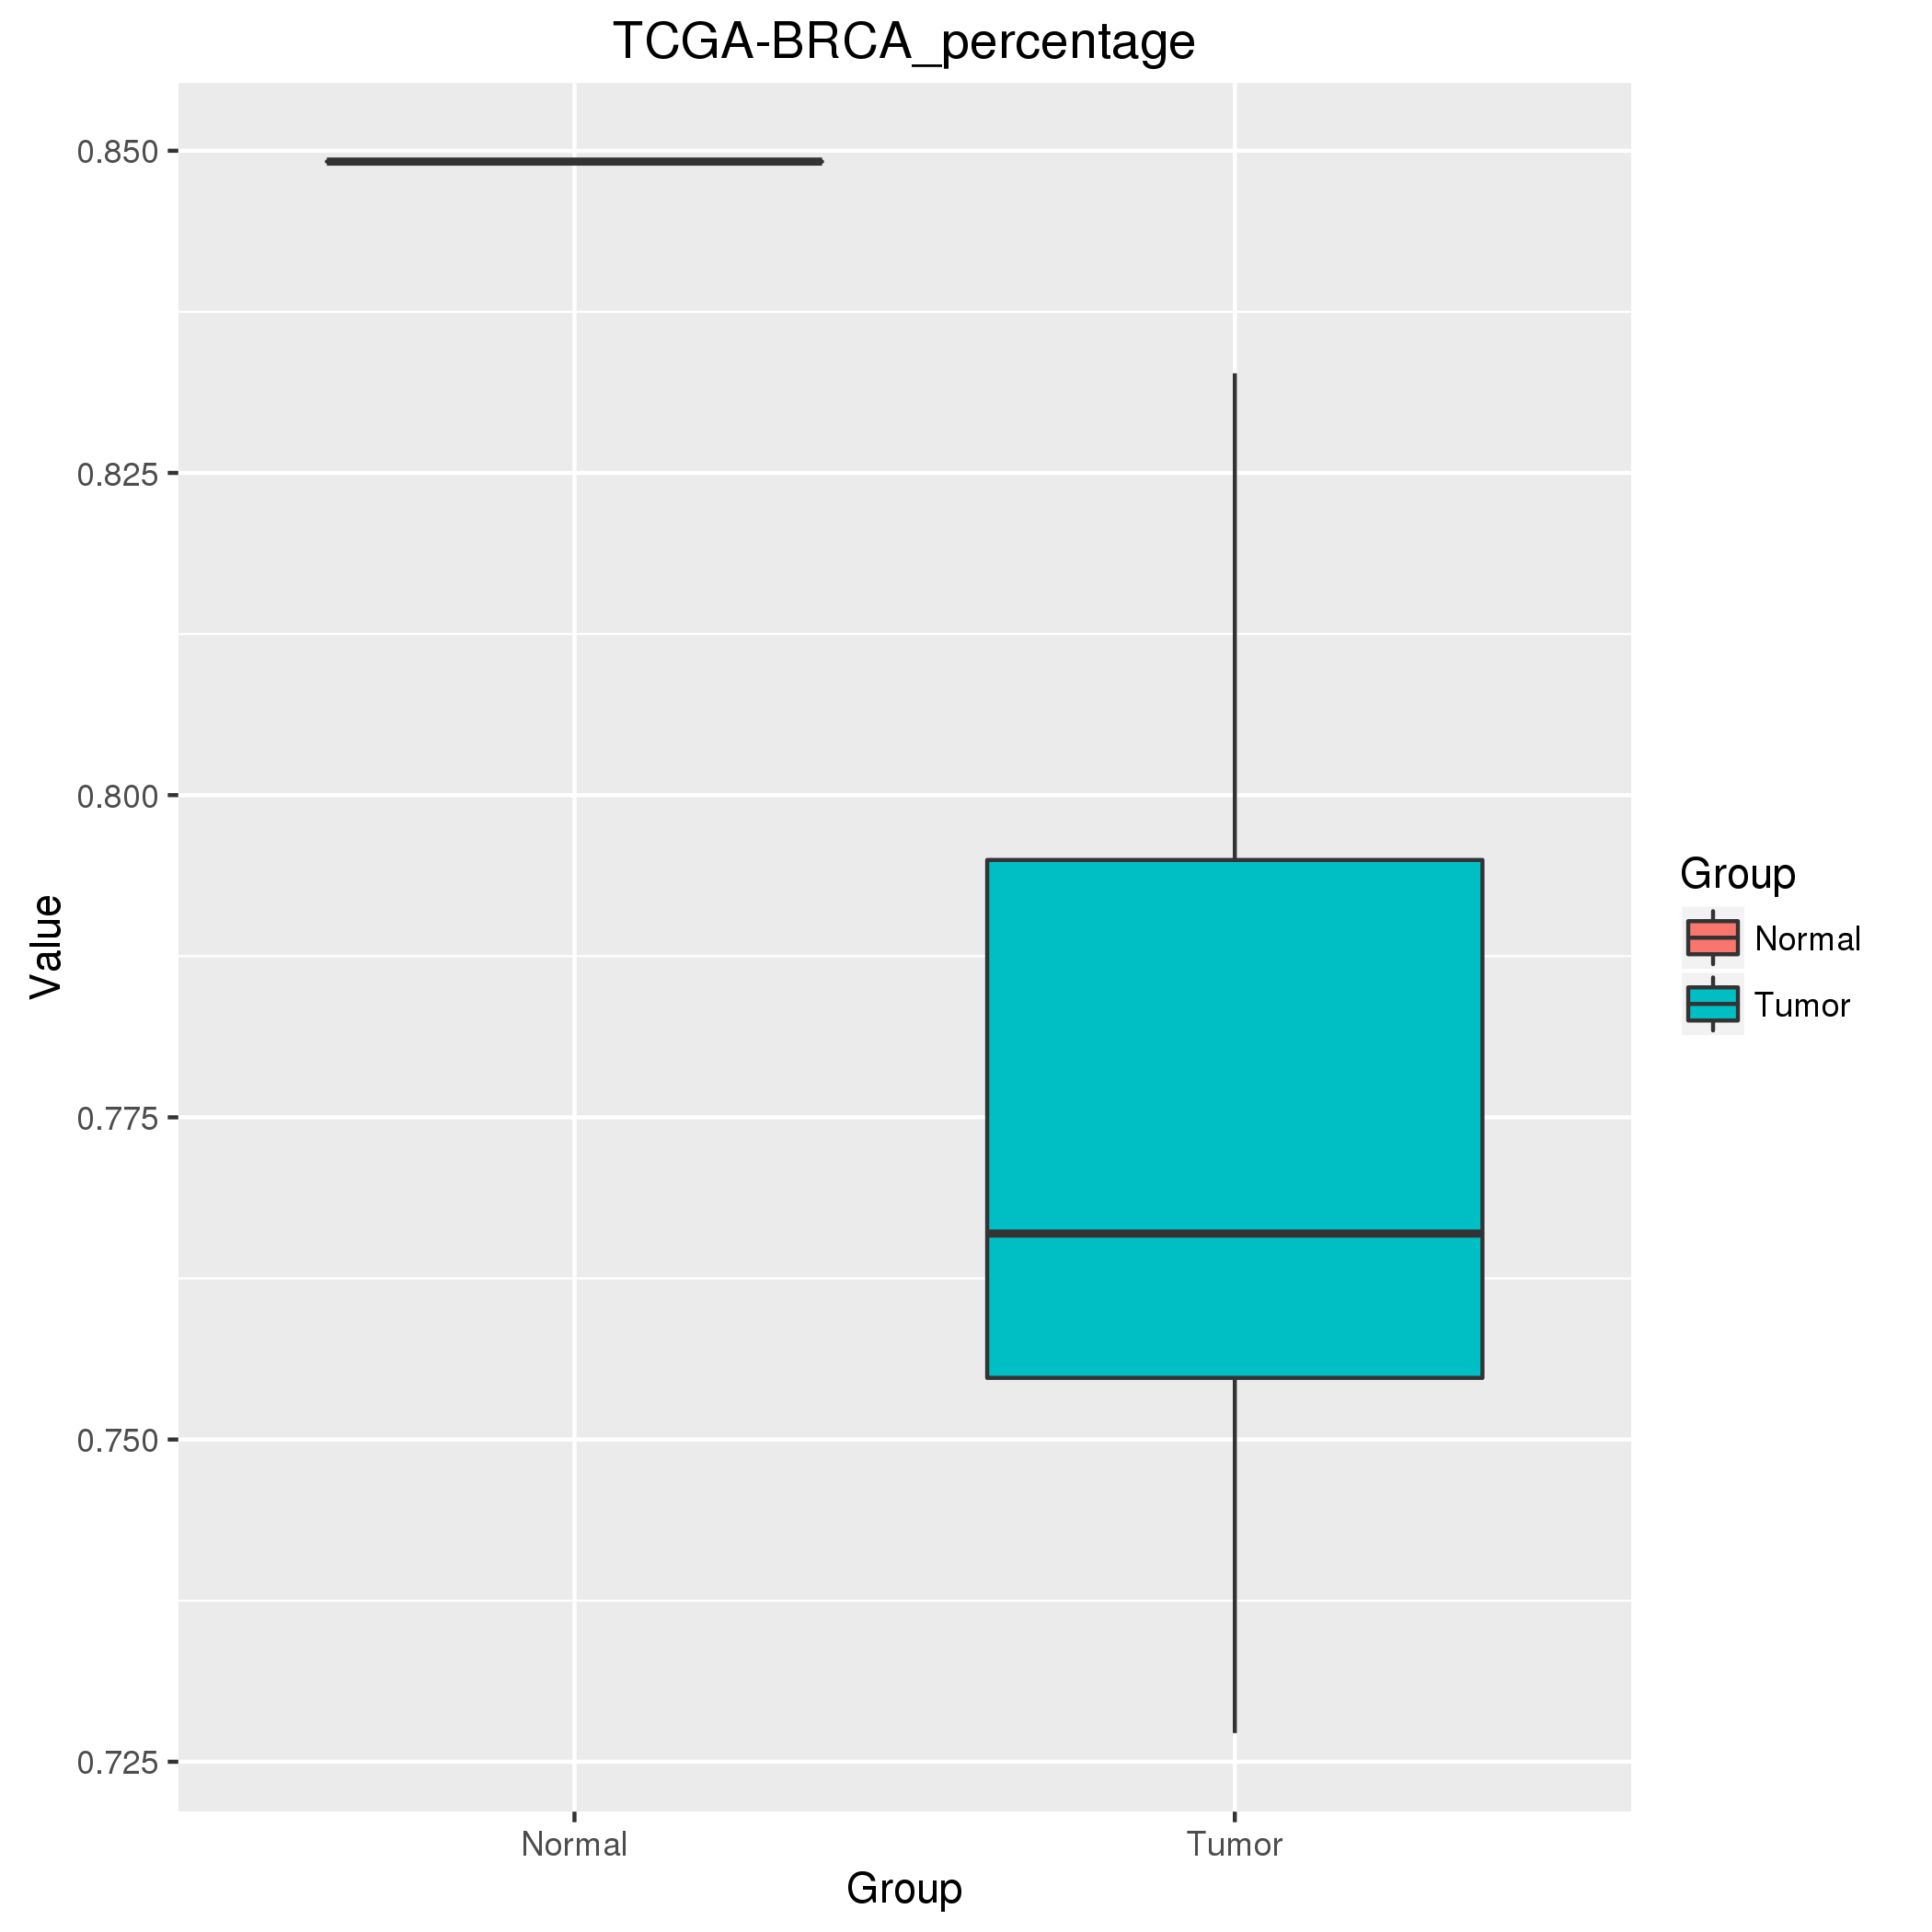 TCGA-BRCA_percentage
0.850
0.825
0.800
0.775
0.750
0.725
Value
Normal
Tumor
Group
Group
Normal
Tumor